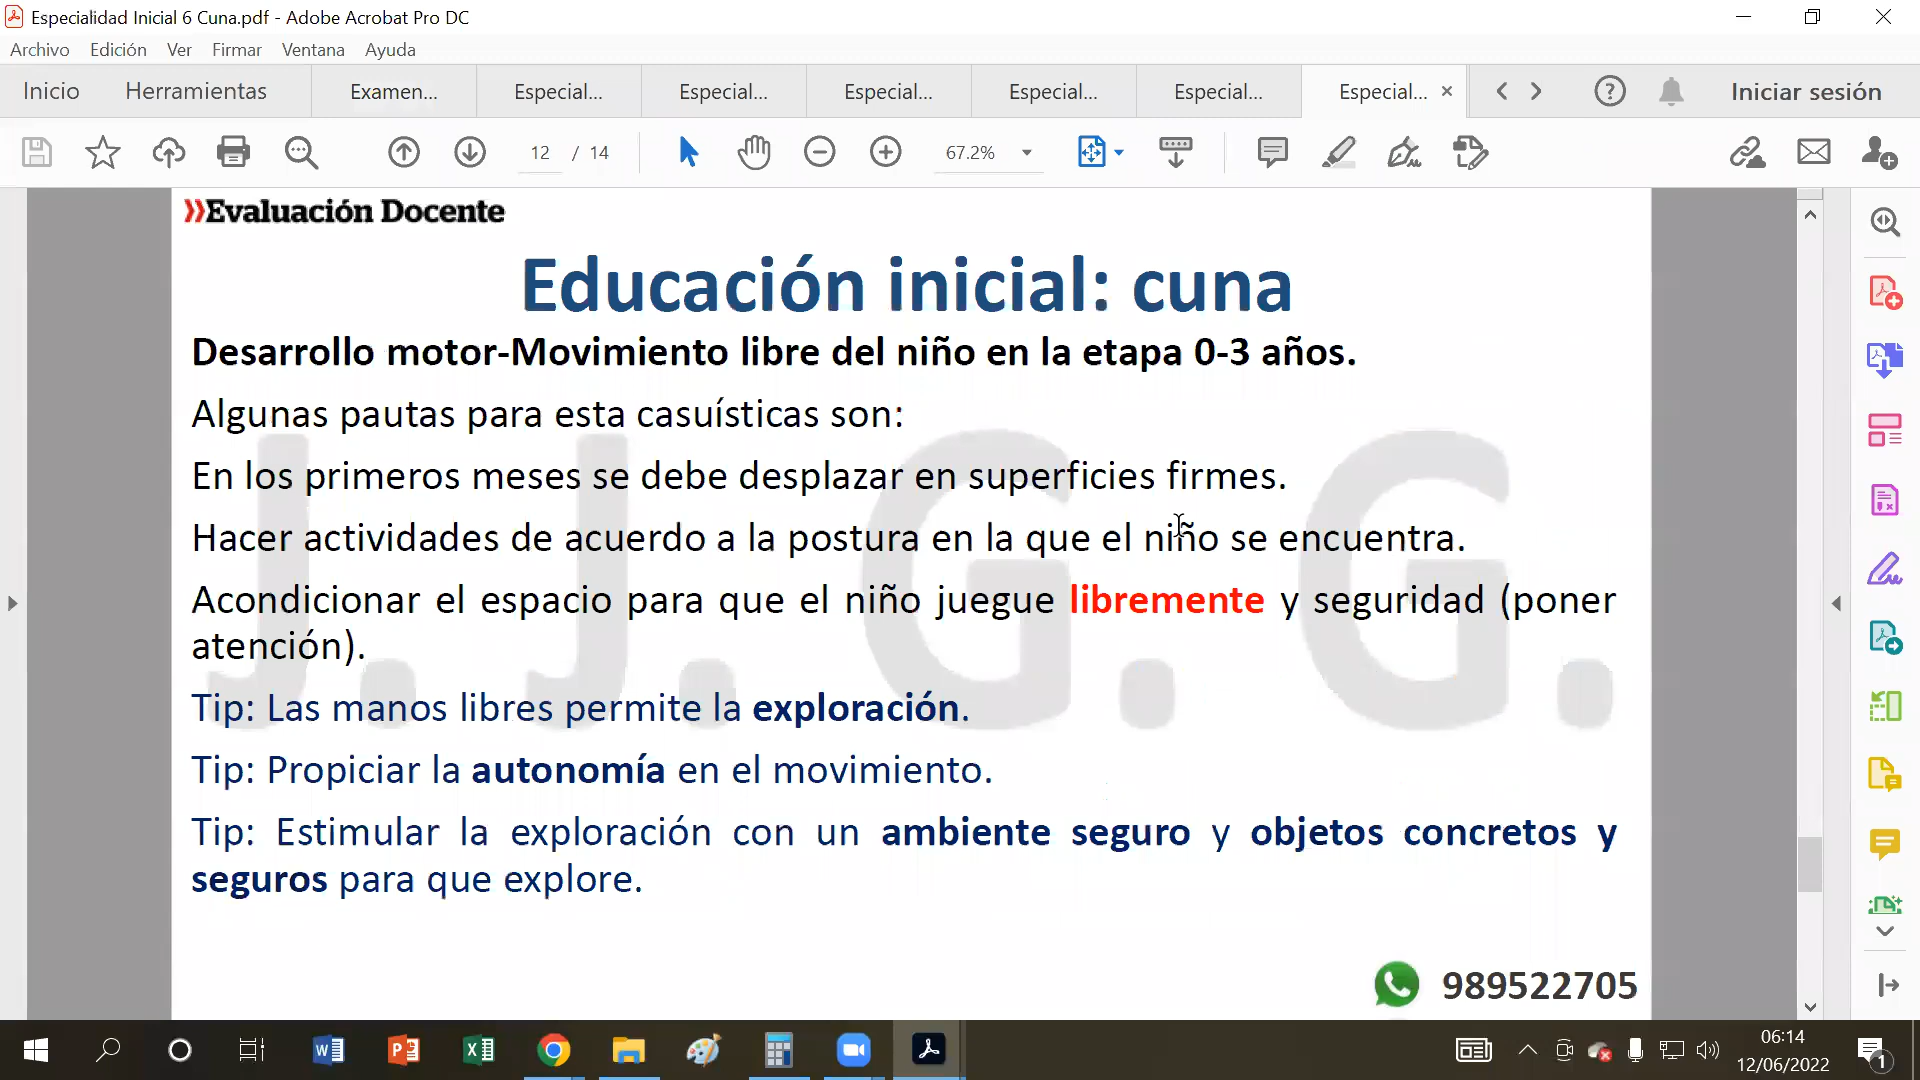 Especialidad Inicial 6 Cuna.pdf - Adobe Acrobat Pro DC
Archivo Edición Ver Firmar Ventana Ayuda
Inicio Herramientas Examen... Especial... Especial... Especial... Especial... Especial... Especial... Iniciar sesión
12 / 14 67.2%
»Evaluación Docente
Educación inicial: cuna
Desarrollo motor-Movimiento libre del niño en la etapa 0-3 años.
Algunas pautas para esta casuísticas son:
En los primeros meses se debe desplazar en superficies firmes.
Hacer actividades de acuerdo a la postura en la que el niño se encuentra.
Acondicionar el espacio para que el niño juegue libremente y seguridad (poner
atención).
Tip: Las manos libres permite la exploración.
Tip: Propiciar la autonomía en el movimiento.
Tip: Estimular la exploración con un ambiente seguro y objetos concretos y
seguros para que explore.
J. J. G. G.
989522705
06:14
12/06/2022
1